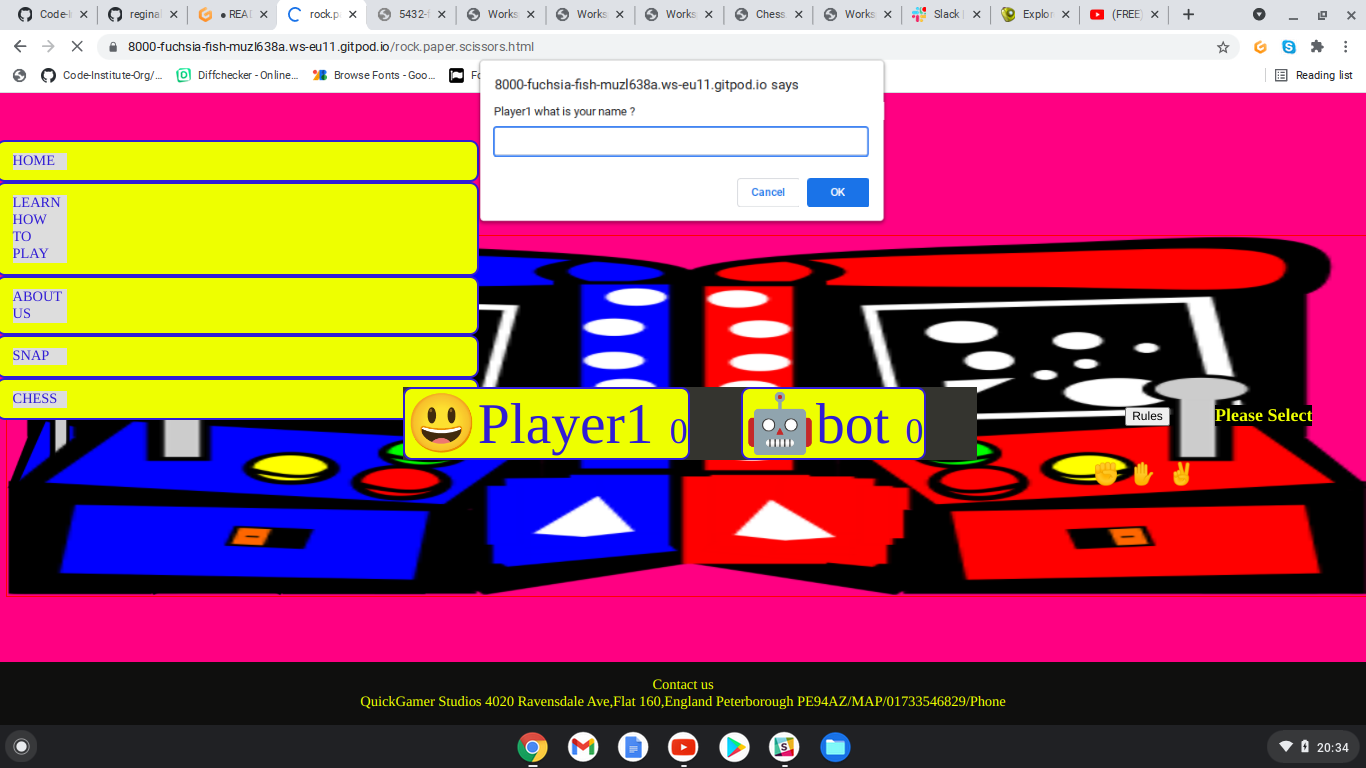 Code-I
regina
● REA
rock.p
5432-f
Works
Works
Works
Chess
Works
Slack
Explor
(FREE)
8000-fuchsia-fish-muzl638a.ws-eu11.gitpod.io/rock.paper.scissors.html
Code-Institute-Org/...
Diffchecker - Online...
Browse Fonts - Goo...
Reading list
8000-fuchsia-fish-muzl638a.ws-eu11.gitpod.io says
Player1 what is your name ?
Cancel
OK
HOME
LEARN
HOW
TO
PLAY
ABOUT
US
SNAP
CHESS
😃Player1 0
🤖bot 0
Rules
Please Select
✊ ✋ ✌
Contact us
QuickGamer Studios 4020 Ravensdale Ave,Flat 160,England Peterborough PE94AZ/MAP/01733546829/Phone
20:34